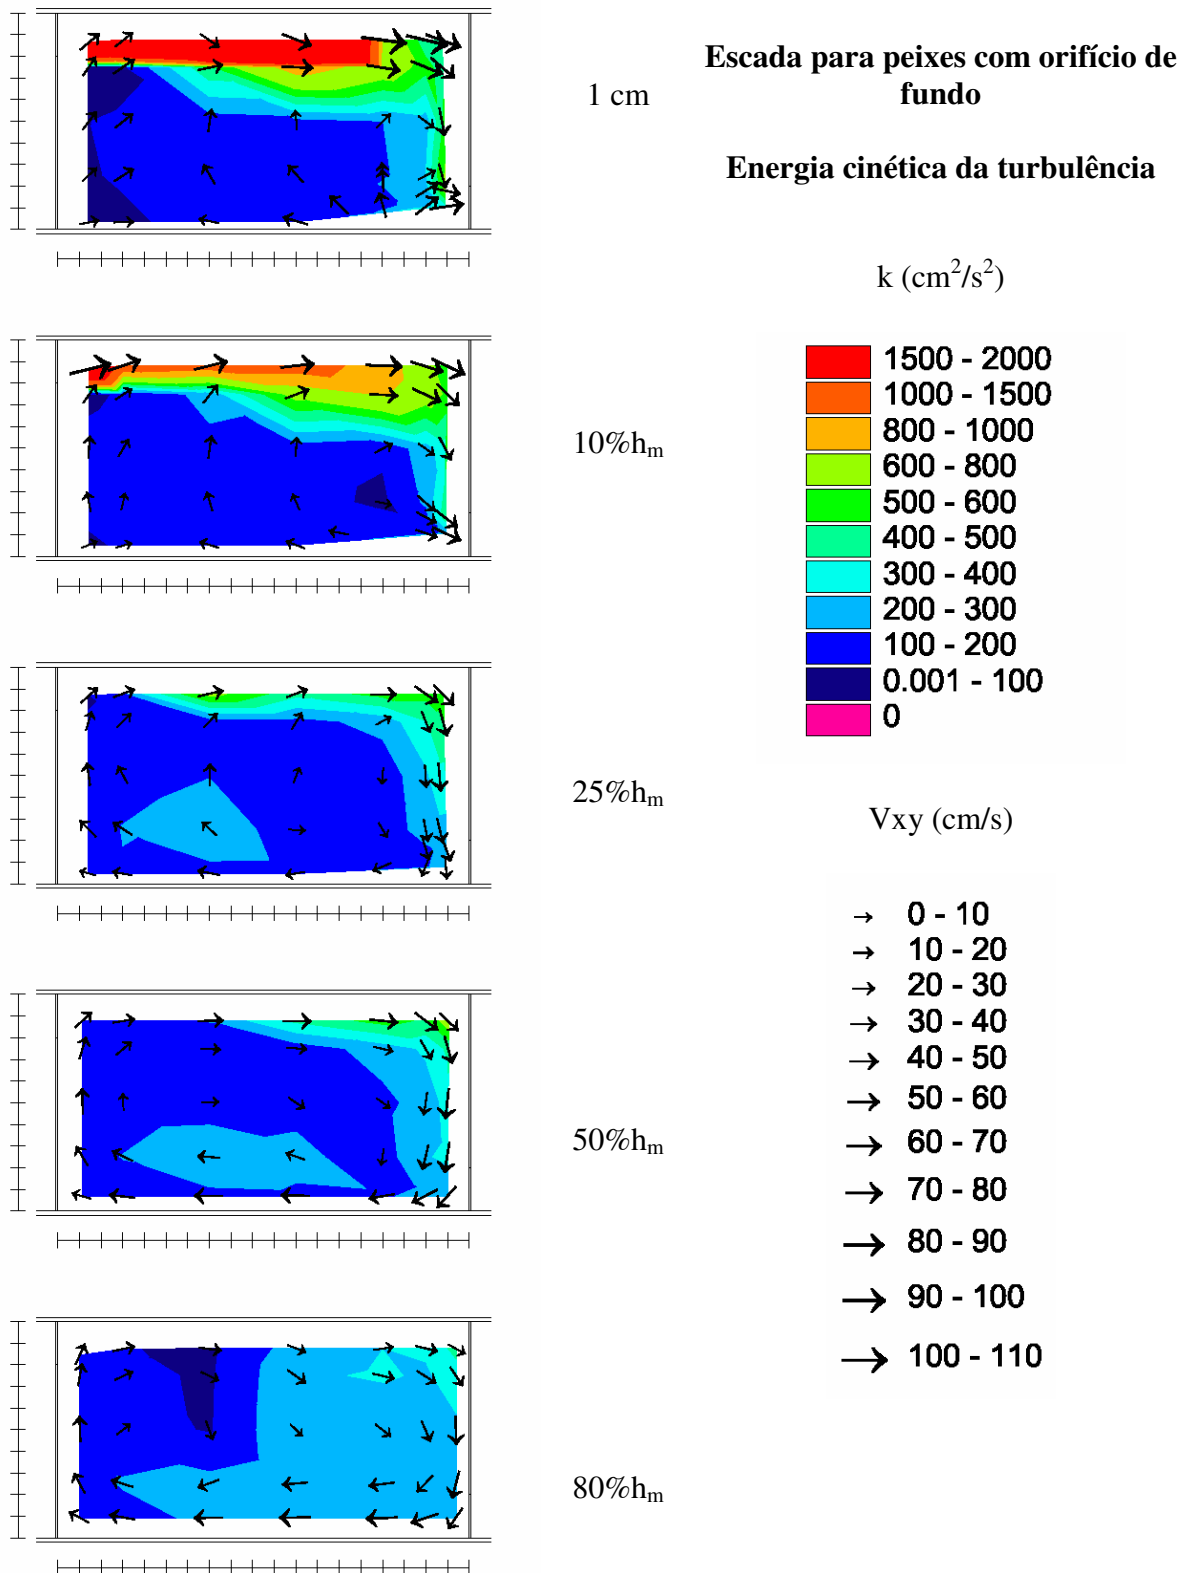 Escada para peixes com orifício de
fundo
1 cm
Energia cinética da turbulência
k (cm²/s²)
1500 - 2000
1000 - 1500
800 - 1000
600 - 800
500 - 600
400 - 500
300 - 400
200 - 300
100 - 200
0.001 - 100
0
10%hₘ
25%hₘ
Vxy (cm/s)
0 - 10
10 - 20
20 - 30
30 - 40
40 - 50
50 - 60
60 - 70
70 - 80
80 - 90
90 - 100
100 - 110
50%hₘ
80%hₘ